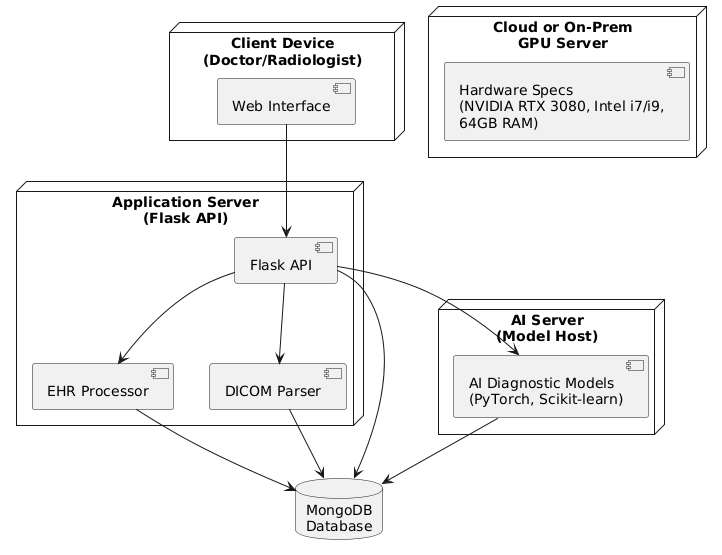 Client Device
(Doctor/Radiologist)
Web Interface
Cloud or On-Prem
GPU Server
Hardware Specs
(NVIDIA RTX 3080, Intel i7/i9,
64GB RAM)
Application Server
(Flask API)
Flask API
EHR Processor
DICOM Parser
AI Server
(Model Host)
AI Diagnostic Models
(PyTorch, Scikit-learn)
MongoDB
Database